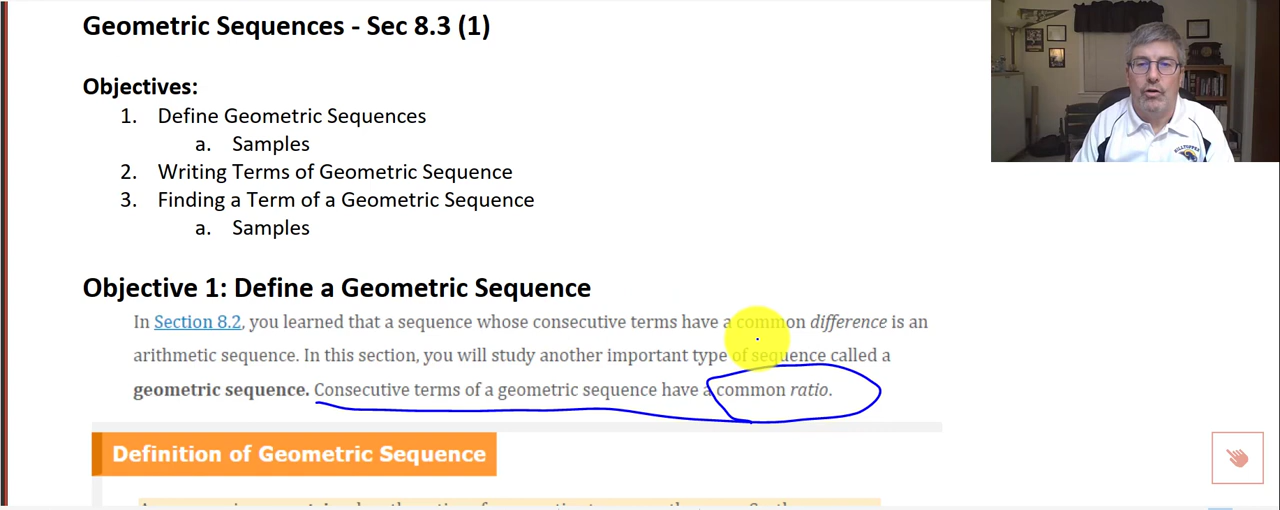 Geometric Sequences - Sec 8.3 (1)
Objectives:
1. Define Geometric Sequences
a. Samples
2. Writing Terms of Geometric Sequence
3. Finding a Term of a Geometric Sequence
a. Samples
Objective 1: Define a Geometric Sequence
In Section 8.2, you learned that a sequence whose consecutive terms have a common difference is an
arithmetic sequence. In this section, you will study another important type of sequence called a
geometric sequence. Consecutive terms of a geometric sequence have a common ratio.
Definition of Geometric Sequence